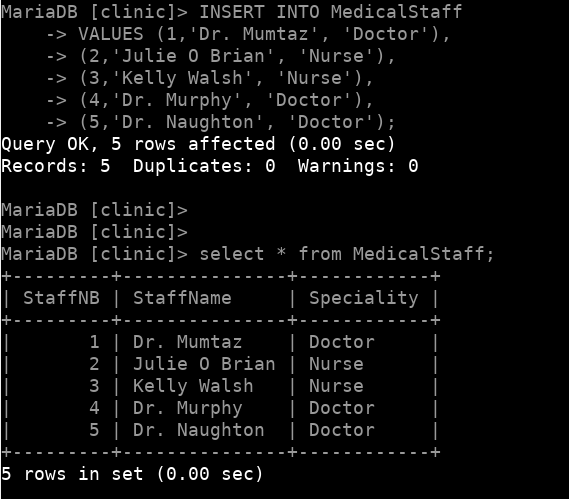 MariaDB [clinic]> INSERT INTO MedicalStaff
    -> VALUES (1,'Dr. Mumtaz', 'Doctor'),
    -> (2,'Julie O Brian', 'Nurse'),
    -> (3,'Kelly Walsh', 'Nurse'),
    -> (4,'Dr. Murphy', 'Doctor'),
    -> (5,'Dr. Naughton', 'Doctor');
Query OK, 5 rows affected (0.00 sec)
Records: 5  Duplicates: 0  Warnings: 0

MariaDB [clinic]>
MariaDB [clinic]>
MariaDB [clinic]> select * from MedicalStaff;
+---------+---------------+------------+
| StaffNB | StaffName     | Speciality |
+---------+---------------+------------+
|       1 | Dr. Mumtaz    | Doctor     |
|       2 | Julie O Brian | Nurse      |
|       3 | Kelly Walsh   | Nurse      |
|       4 | Dr. Murphy    | Doctor     |
|       5 | Dr. Naughton  | Doctor     |
+---------+---------------+------------+
5 rows in set (0.00 sec)